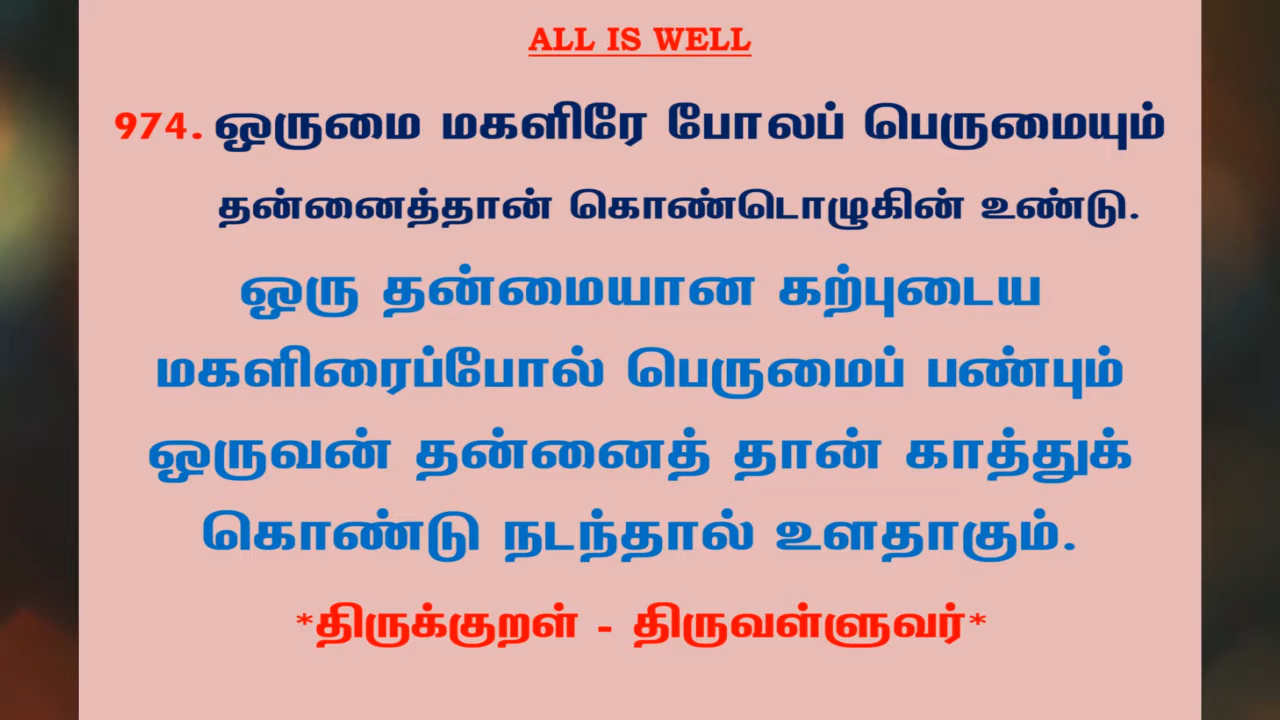 ALL IS WELL
974. ஒருமை மகளிரே போலப் பெருமையும்
தன்னைத்தான் கொண்டொழுகின் உண்டு.
ஒரு தன்மையான கற்புடைய
மகளிரைப்போல் பெருமைப் பண்பும்
ஒருவன் தன்னைத் தான் காத்துக்
கொண்டு நடந்தால் உளதாகும்.
*திருக்குறள் - திருவள்ளுவர்*